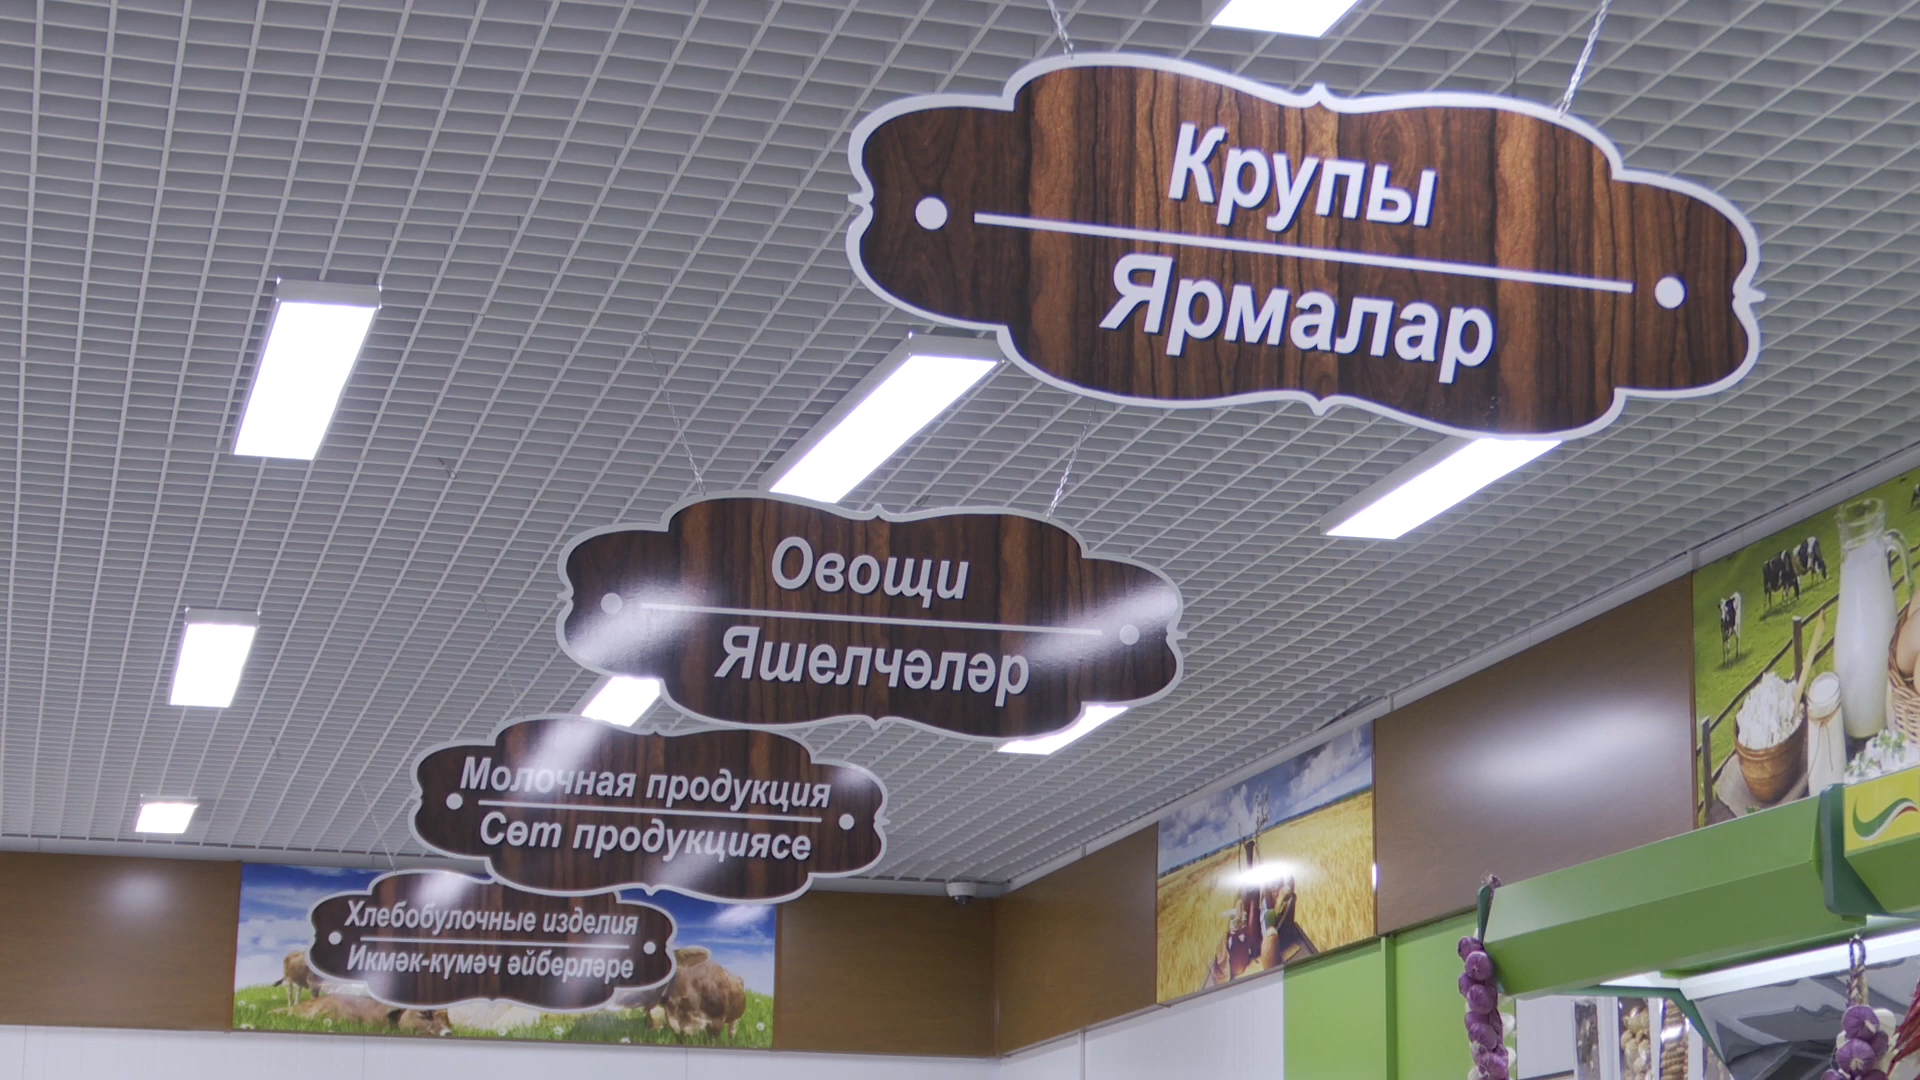 Крупы
Ярмалар
Овощи
Яшелчәләр
Молочная продукция
Сөт продукциясе
Хлебобулочные изделия
Икмәк-күмәч әйберләре